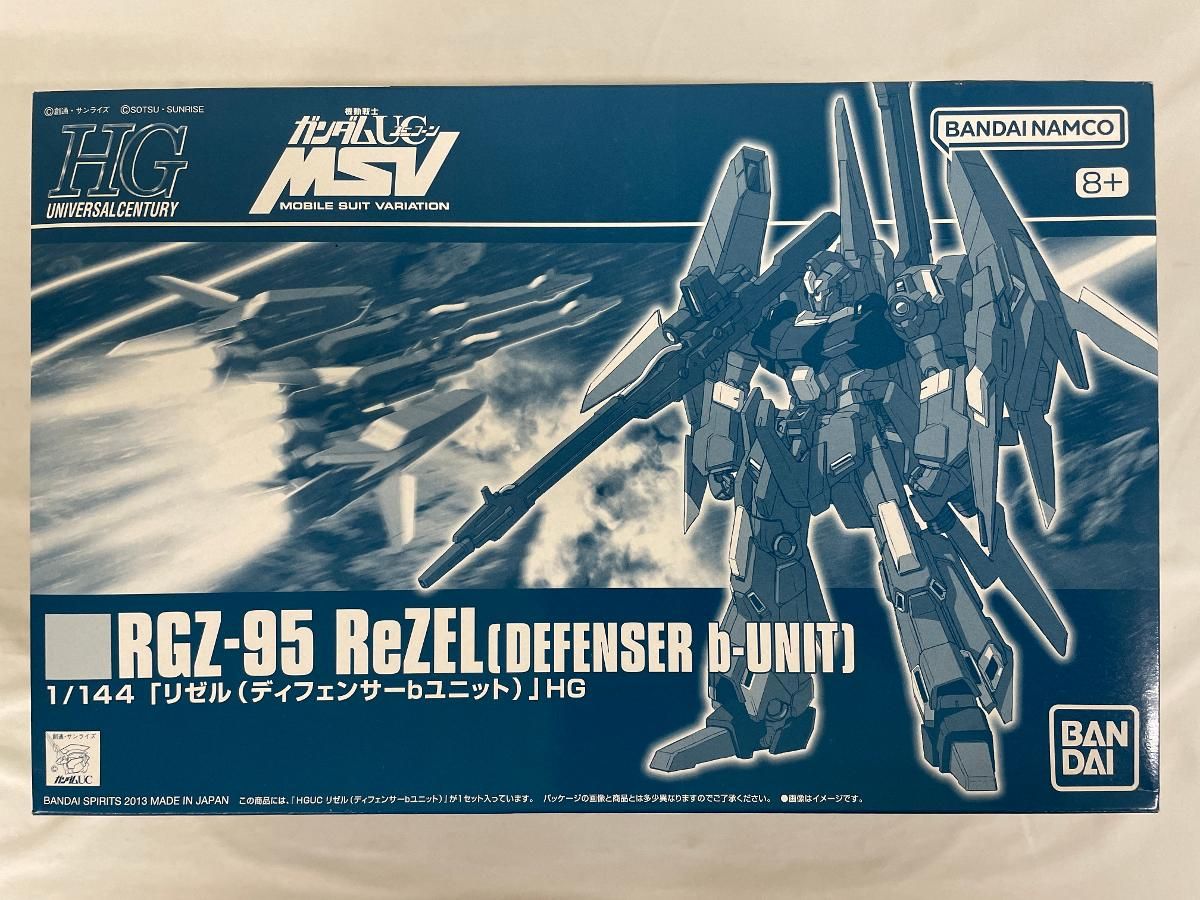 ©創通・サンライズ ©SOTSU・SUNRISE
HG
UNIVERSAL CENTURY
機動戦士
ガンダムUC
ユニコーン
MSV
MOBILE SUIT VARIATION
BANDAI NAMCO
8+
RGZ-95 ReZEL(DEFENSER b-UNIT)
1/144「リゼル(ディフェンサーbユニット)」HG
創通・サンライズ
©
ガンダムUC
BAN
DAI
BANDAI SPIRITS 2013 MADE IN JAPAN この商品には、「HGUC リゼル(ディフェンサーbユニット)」が1セット入っています。 パッケージの画像と商品とは多少異なりますのでご了承ください。 ●画像はイメージです。